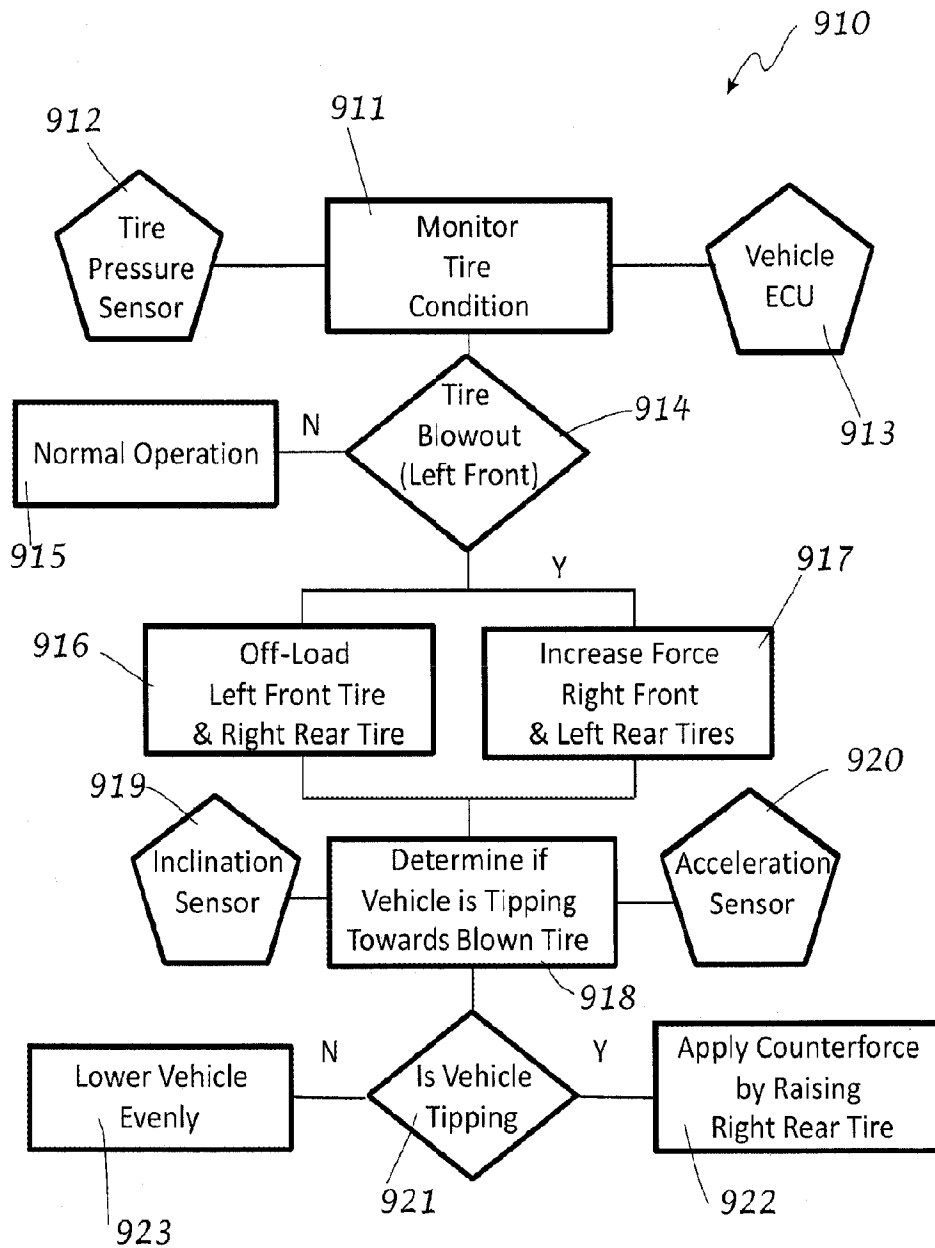 910
912
911
Tire
Pressure
Sensor
Monitor
Tire
Condition
Vehicle
ECU
913
Tire
Blowout
(Left Front)
914
N
Normal Operation
915
Y
917
916
Off-Load
Left Front Tire
& Right Rear Tire
Increase Force
Right Front
& Left Rear Tires
919
920
Inclination
Sensor
Determine if
Vehicle is Tipping
Towards Blown Tire
Acceleration
Sensor
918
N
Y
Lower Vehicle
Evenly
Is Vehicle
Tipping
Apply Counterforce
by Raising
Right Rear Tire
921
922
923